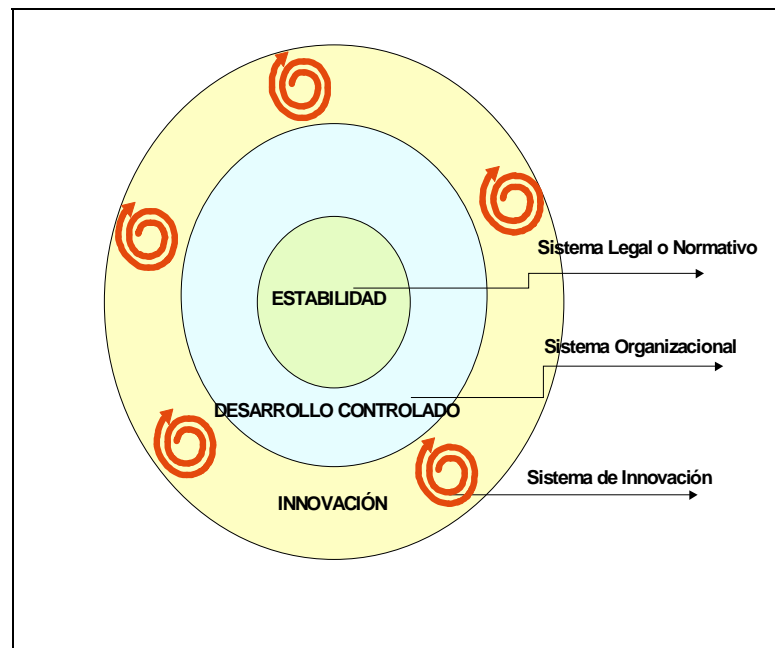 Sistema Legal o Normativo
ESTABILIDAD
Sistema Organizacional
DESARROLLO CONTROLADO
Sistema de Innovación
INNOVACIÓN